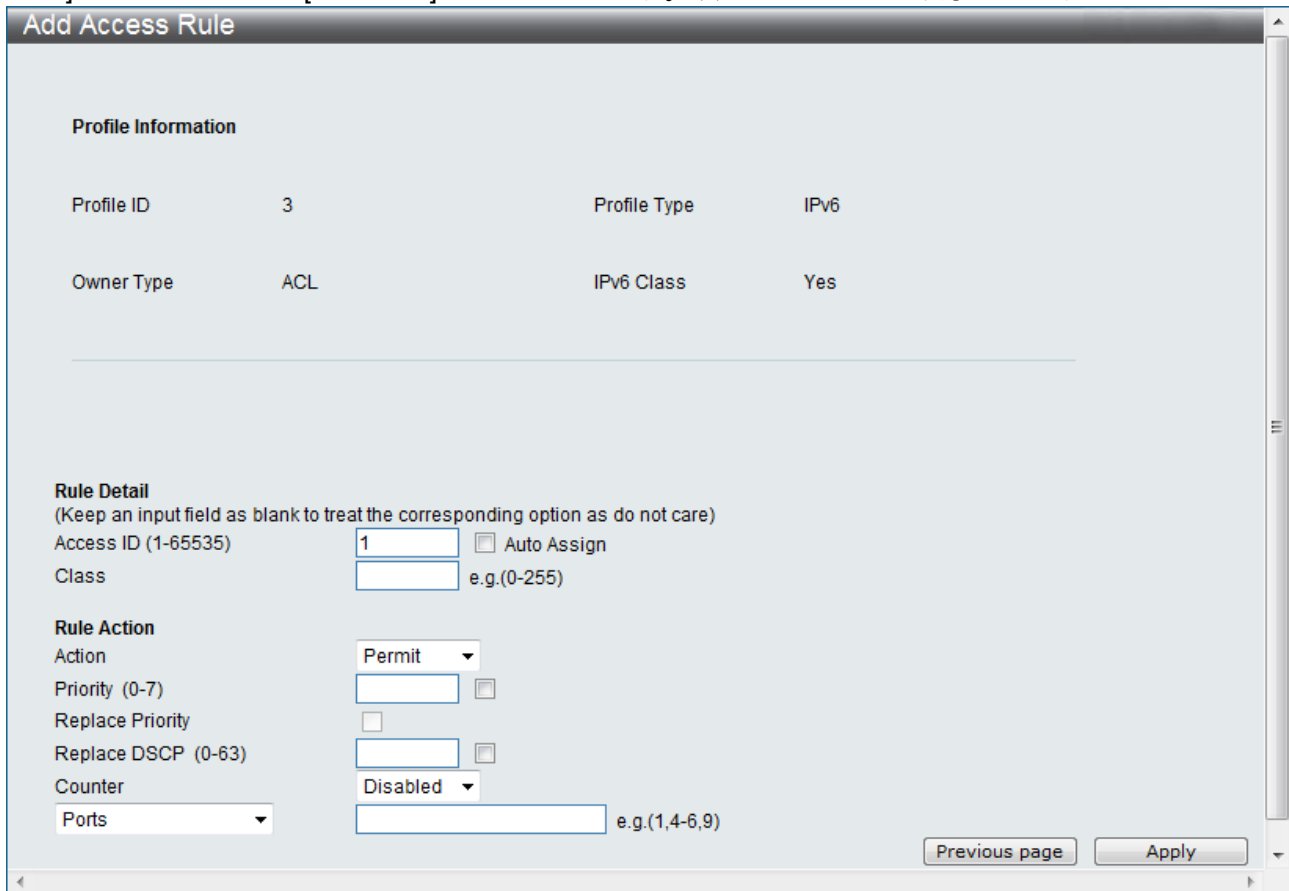 Add Access Rule
Profile Information
Profile ID 3 Profile Type IPv6
Owner Type ACL IPv6 Class Yes
Rule Detail
(Keep an input field as blank to treat the corresponding option as do not care)
Access ID (1-65535) 1 Auto Assign
Class e.g.(0-255)
Rule Action
Action Permit
Priority (0-7)
Replace Priority
Replace DSCP (0-63)
Counter Disabled
Ports e.g.(1,4-6,9)
Previous page Apply